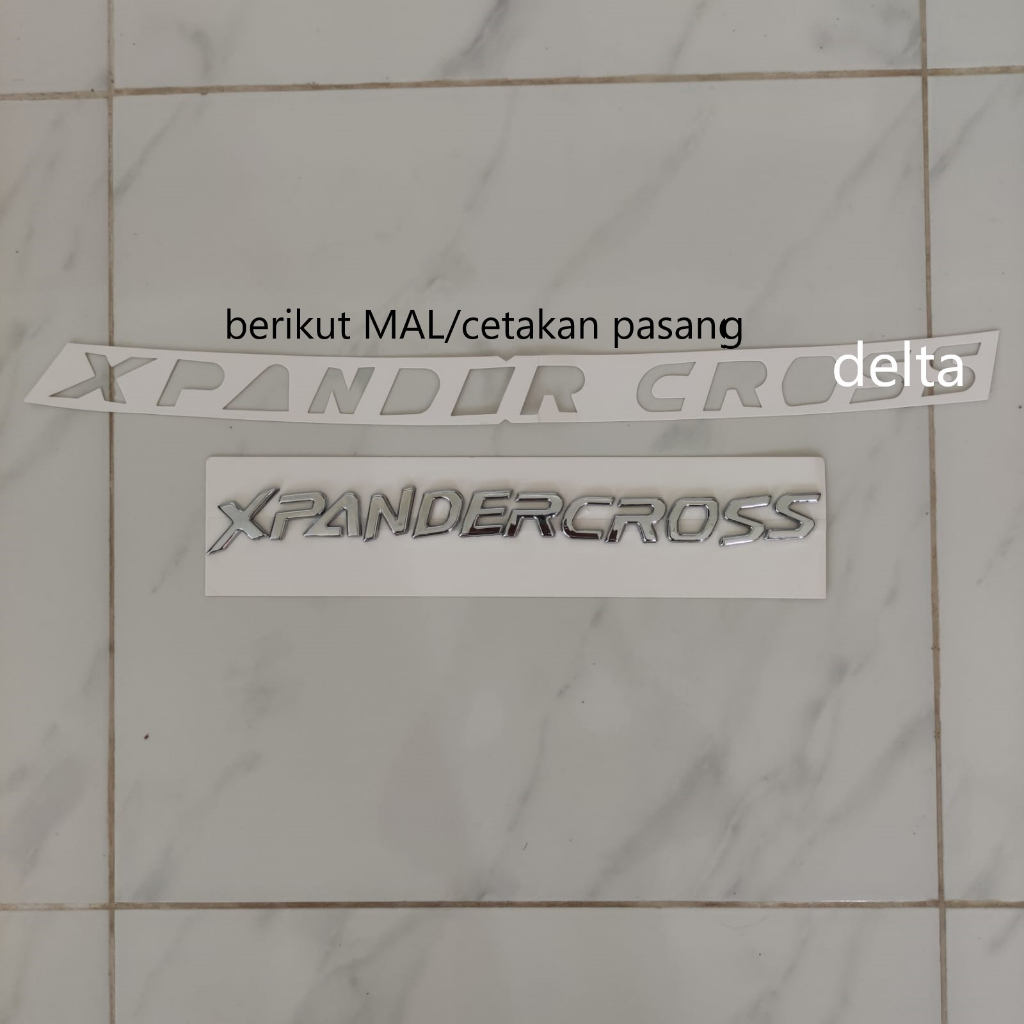 berikut MAL/cetakan pasang
XPANDER CROSS
delta
XPANDERCROSS